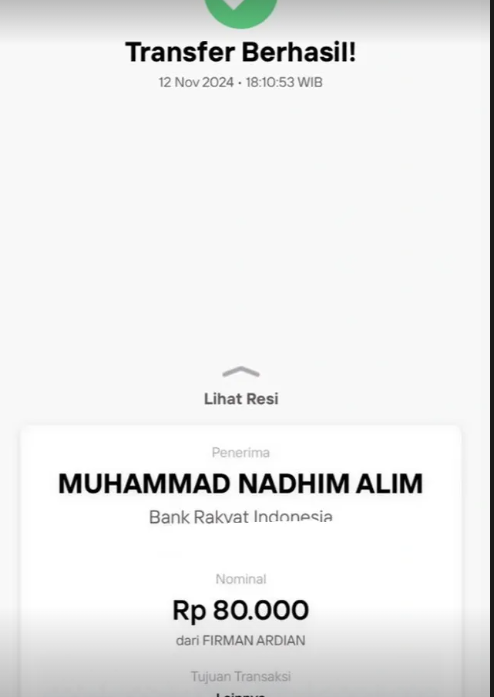 Transfer Berhasil!
12 Nov 2024 • 18:10:53 WIB
Lihat Resi
Penerima
MUHAMMAD NADHIM ALIM
Bank Rakyat Indonesia
Nominal
Rp 80.000
dari FIRMAN ARDIAN
Tujuan Transaksi
Lainnya